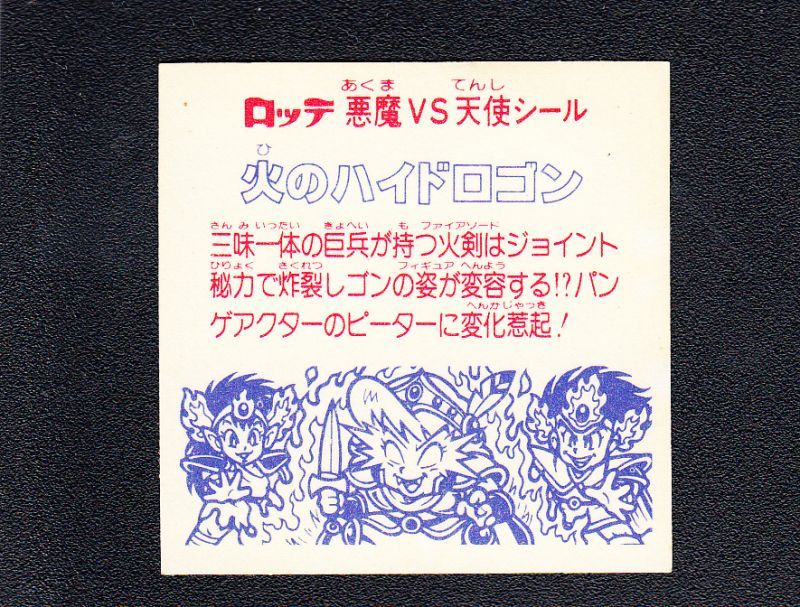 あくま てんし
ロッテ 悪魔VS天使シール
ひ
火のハイドロゴン
さんみいったい きょへい も ファイアソード
三味一体の巨兵が持つ火剣はジョイント
ひりょく さくれつ フィギュア へんよう
秘力で炸裂しゴンの姿が変容する!?パン
へんかじゃっき
ゲアクターのピーターに変化惹起!